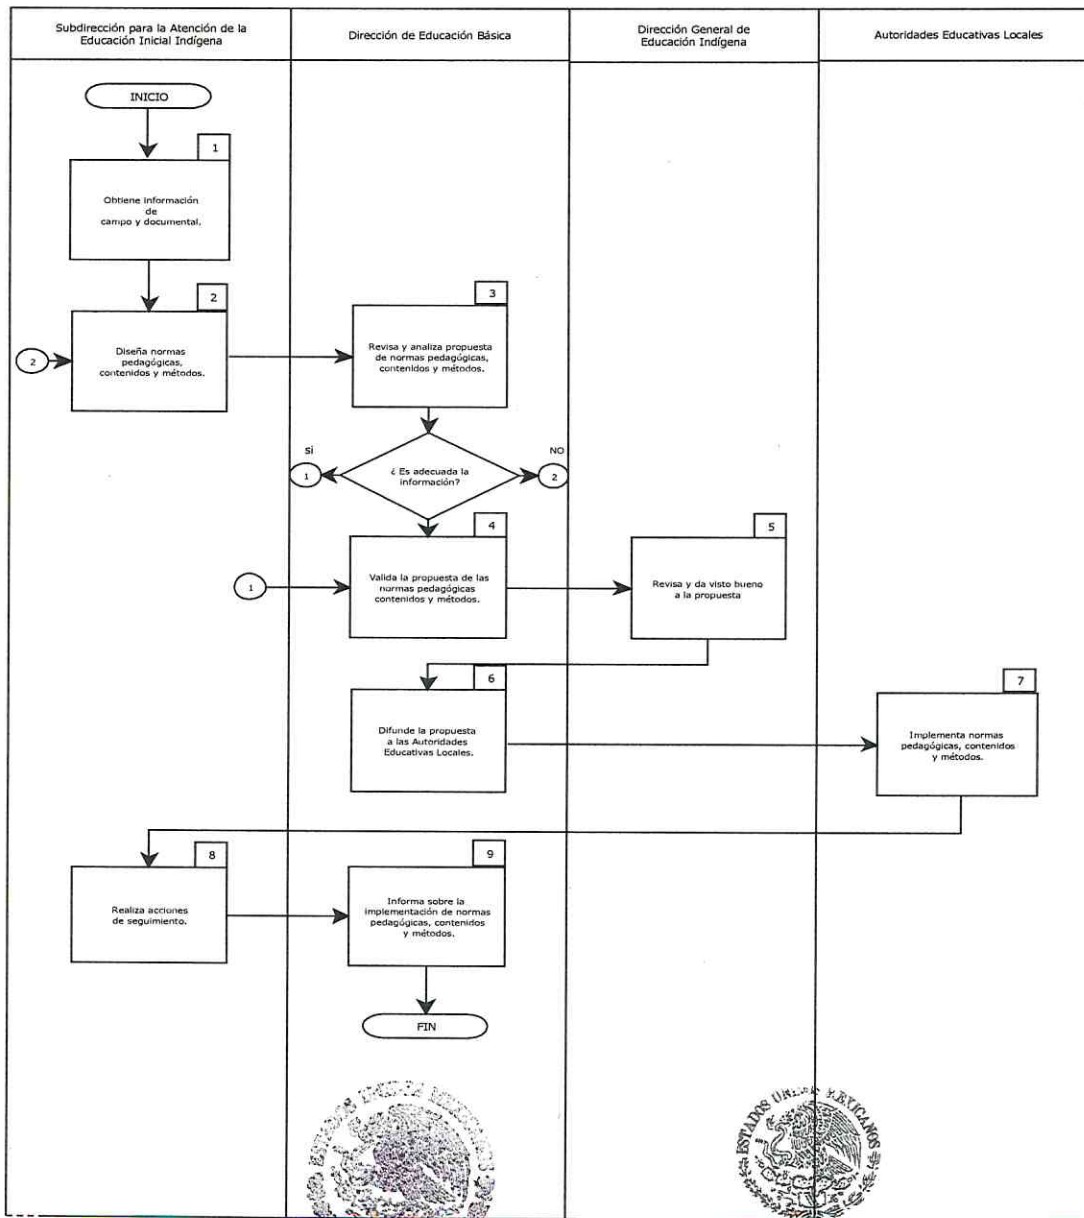 Subdirección para la Atención de la
Educación Inicial Indígena
Dirección de Educación Básica
Dirección General de
Educación Indígena
Autoridades Educativas Locales
INICIO
1
Obtiene información
de
campo y documental.
2
2
Diseña normas
pedagógicas,
contenidos y métodos.
3
Revisa y analiza propuesta
de normas pedagógicas,
contenidos y métodos.
SI
NO
1
¿ Es adecuada la
información?
2
4
1
Valida la propuesta de las
normas pedagógicas
contenidos y métodos.
5
Revisa y da visto bueno
a la propuesta
6
Difunde la propuesta
a las Autoridades
Educativas Locales.
7
Implementa normas
pedagógicas, contenidos
y métodos.
8
Realiza acciones
de seguimiento.
9
Informa sobre la
implementación de normas
pedagógicas, contenidos
y métodos.
FIN
ESTADOS UNIDOS MEXICANOS
ESTADOS UNIDOS MEXICANOS